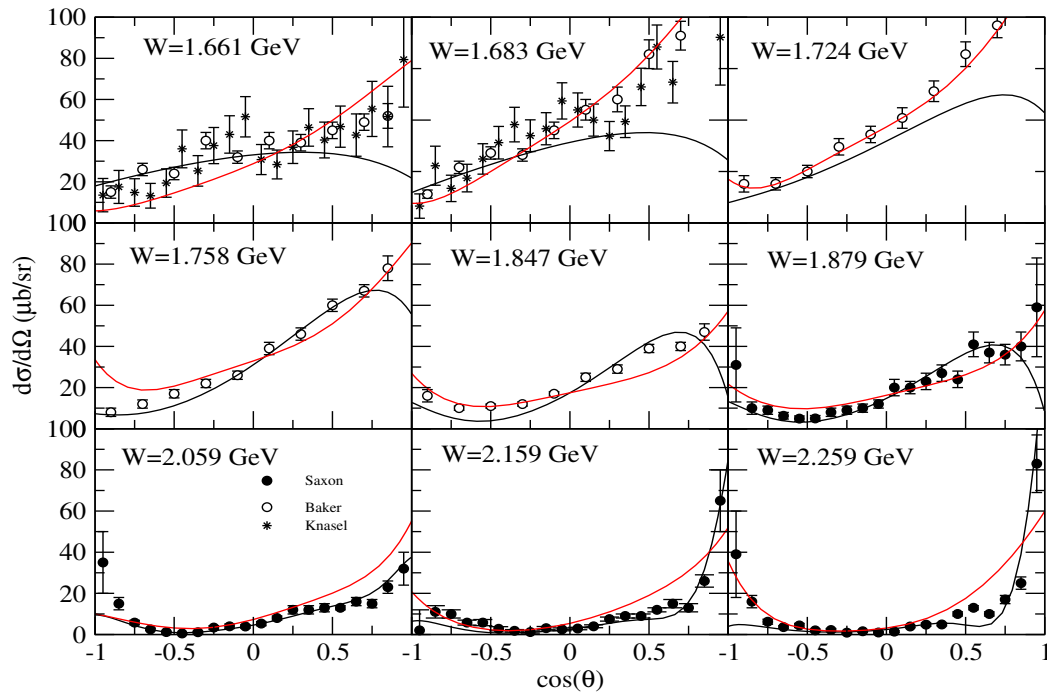 100
80
60
40
20
W=1.661 GeV
W=1.683 GeV
W=1.724 GeV
100
80
60
40
20
W=1.758 GeV
W=1.847 GeV
W=1.879 GeV
dσ/dΩ (μb/sr)
100
80
60
40
20
0
W=2.059 GeV
W=2.159 GeV
W=2.259 GeV
Saxon
Baker
Knasel
-1 -0.5 0 0.5 -1 -0.5 0 0.5 -1 -0.5 0 0.5 1
cos(θ)